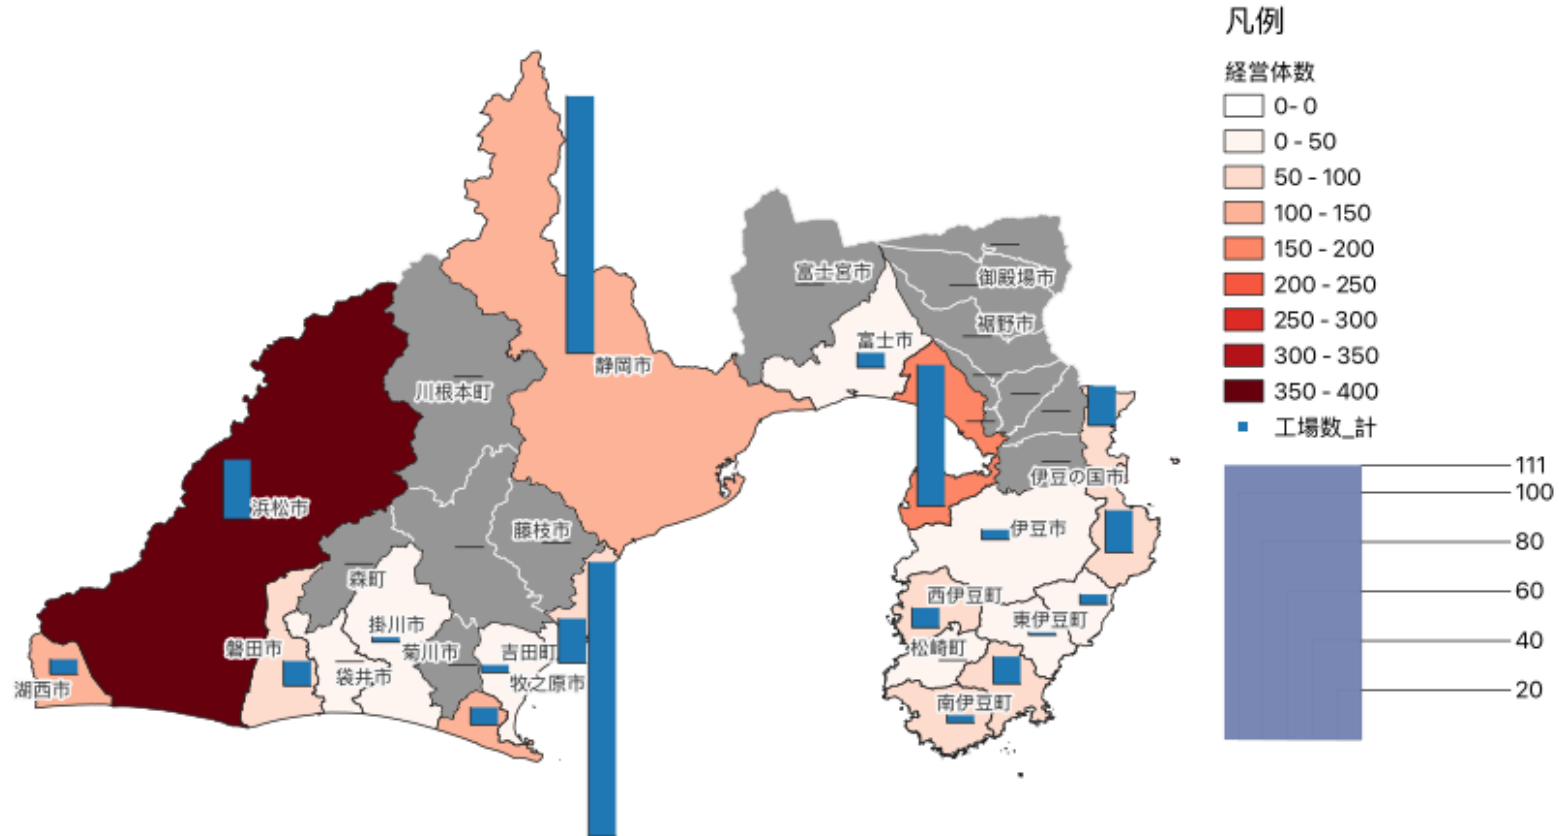 凡例
経営体数
0- 0
0 - 50
50 - 100
100 - 150
150 - 200
200 - 250
250 - 300
300 - 350
350 - 400
工場数_計
111
100
80
60
40
20
富士宮市
御殿場市
裾野市
富士市
静岡市
川根本町
伊豆の国市
浜松市
藤枝市
伊豆市
森町
西伊豆町
掛川市
東伊豆町
磐田市
菊川市
吉田町
松崎町
袋井市
牧之原市
湖西市
南伊豆町